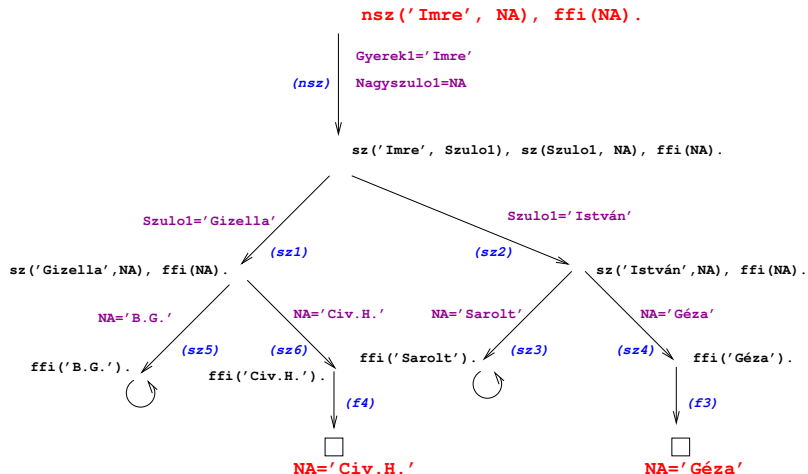 nsz('Imre', NA), ffi(NA).
Gyerek1='Imre'
(nsz) Nagyszulo1=NA
sz('Imre', Szulo1), sz(Szulo1, NA), ffi(NA).
Szulo1='Gizella' Szulo1='István'
(sz1) (sz2)
sz('Gizella',NA), ffi(NA). sz('István',NA), ffi(NA).
NA='B.G.' NA='Civ.H.' NA='Sarolt' NA='Géza'
(sz5) (sz6) (sz3) (sz4)
ffi('B.G.'). ffi('Civ.H.'). ffi('Sarolt'). ffi('Géza').
(f4) (f3)
NA='Civ.H.' NA='Géza'